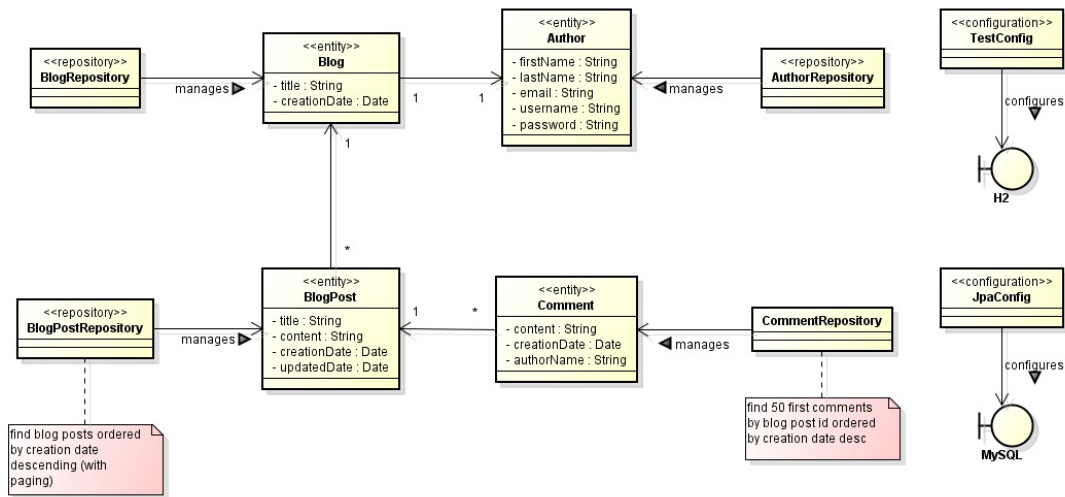 <<repository>>
BlogRepository
manages
<<entity>>
Blog
- title : String
- creationDate : Date
1
1
<<entity>>
Author
- firstName : String
- lastName : String
- email : String
- username : String
- password : String
manages
<<repository>>
AuthorRepository
<<configuration>>
TestConfig
configures
H2
1
*
<<repository>>
BlogPostRepository
manages
<<entity>>
BlogPost
- title : String
- content : String
- creationDate : Date
- updatedDate : Date
1
*
<<entity>>
Comment
- content : String
- creationDate : Date
- authorName : String
manages
CommentRepository
<<configuration>>
JpaConfig
configures
MySQL
find blog posts ordered
by creation date
descending (with
paging)
find 50 first comments
by blog post id ordered
by creation date desc